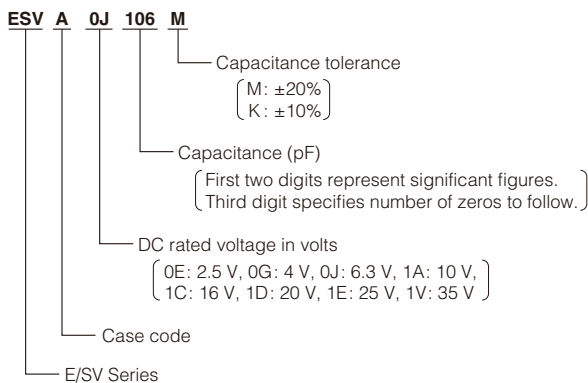 ESV A 0J 106 M
Capacitance tolerance
M: ±20%
K: ±10%
Capacitance (pF)
First two digits represent significant figures.
Third digit specifies number of zeros to follow.
DC rated voltage in volts
0E: 2.5 V, 0G: 4 V, 0J: 6.3 V, 1A: 10 V,
1C: 16 V, 1D: 20 V, 1E: 25 V, 1V: 35 V
Case code
E/SV Series